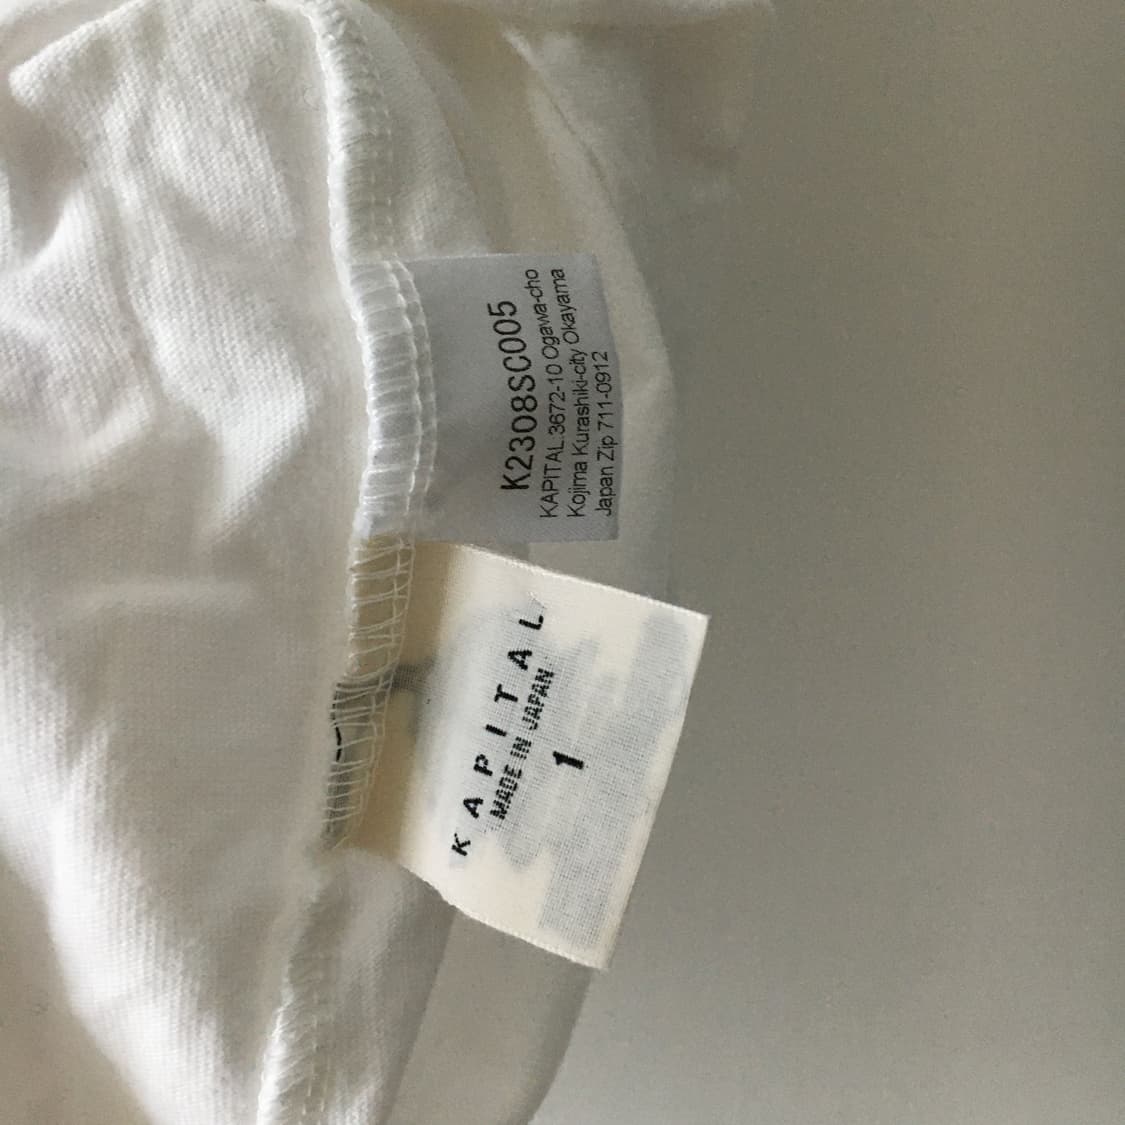 K2308SC005
KAPITAL.3672-10 Ogawa-cho
Kojima Kurashiki-city Okayama
Japan Zip 711-0912
KAPITAL
MADE IN JAPAN
1